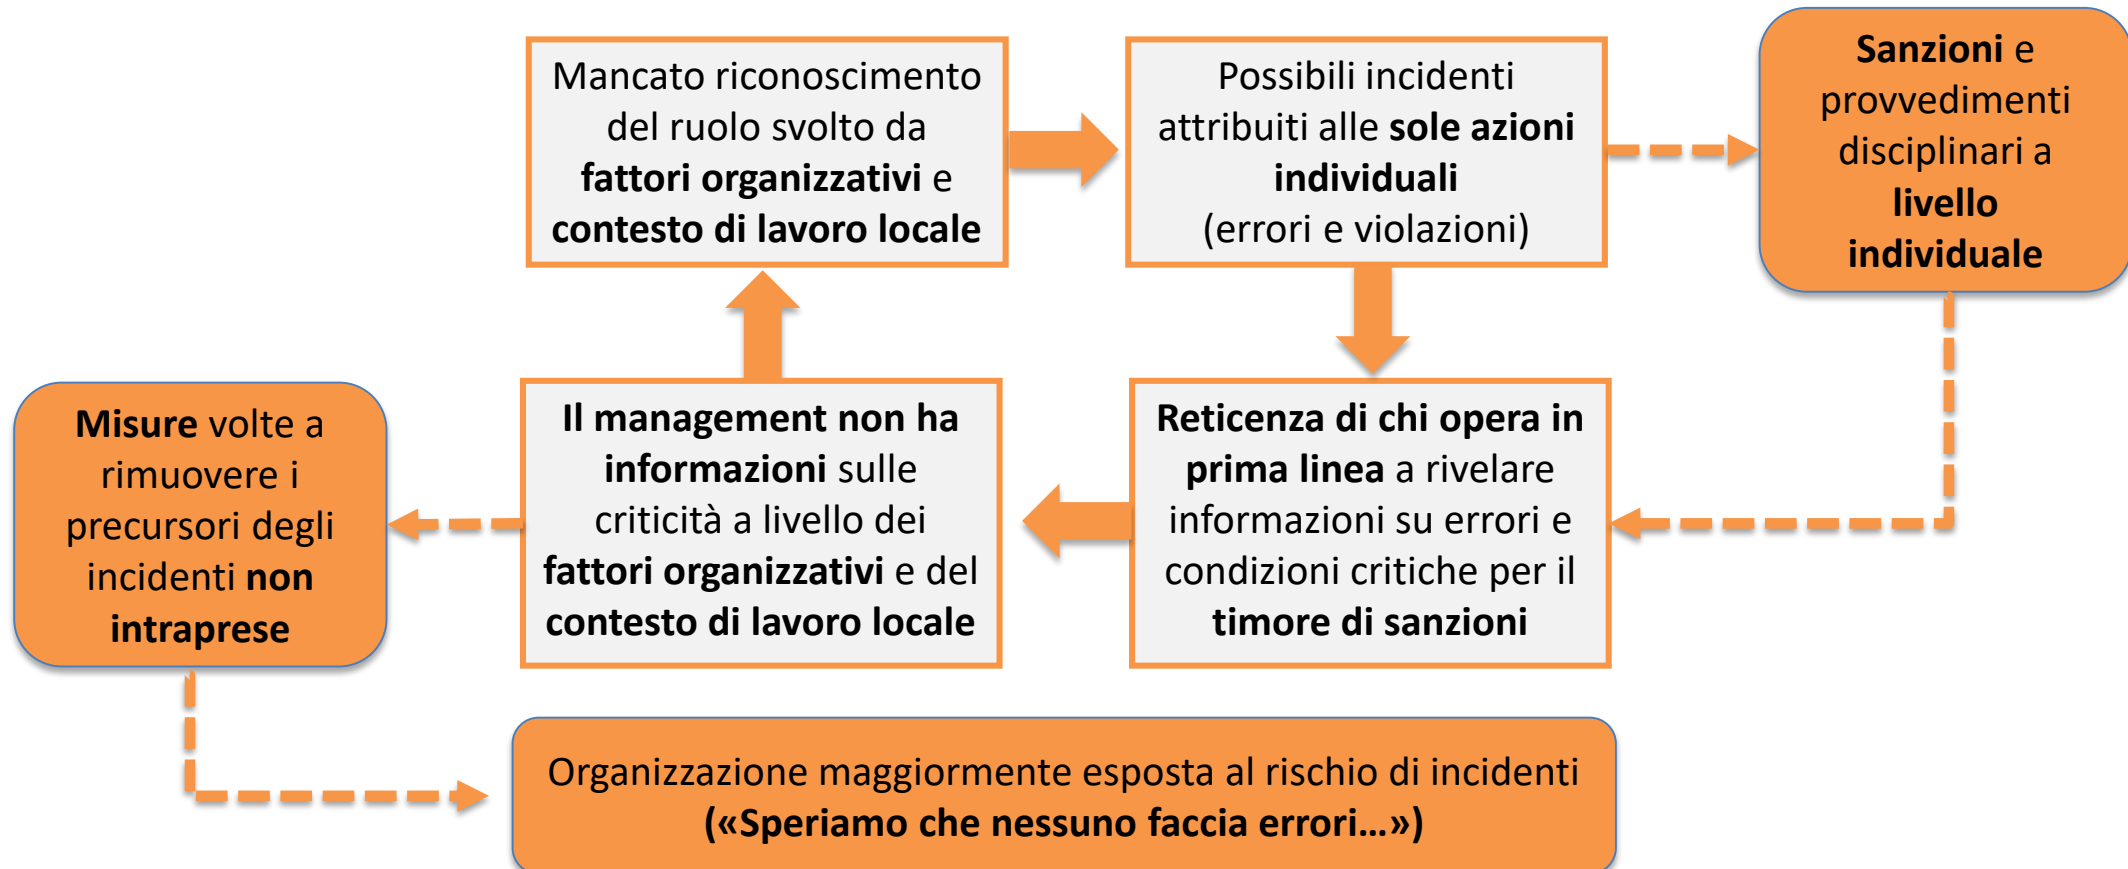 Mancato riconoscimento
del ruolo svolto da
fattori organizzativi e
contesto di lavoro locale
Possibili incidenti
attribuiti alle sole azioni
individuali
(errori e violazioni)
Sanzioni e
provvedimenti
disciplinari a
livello
individuale
Misure volte a
rimuovere i
precursori degli
incidenti non
intraprese
Il management non ha
informazioni sulle
criticità a livello dei
fattori organizzativi e del
contesto di lavoro locale
Reticenza di chi opera in
prima linea a rivelare
informazioni su errori e
condizioni critiche per il
timore di sanzioni
Organizzazione maggiormente esposta al rischio di incidenti
(«Speriamo che nessuno faccia errori…»)